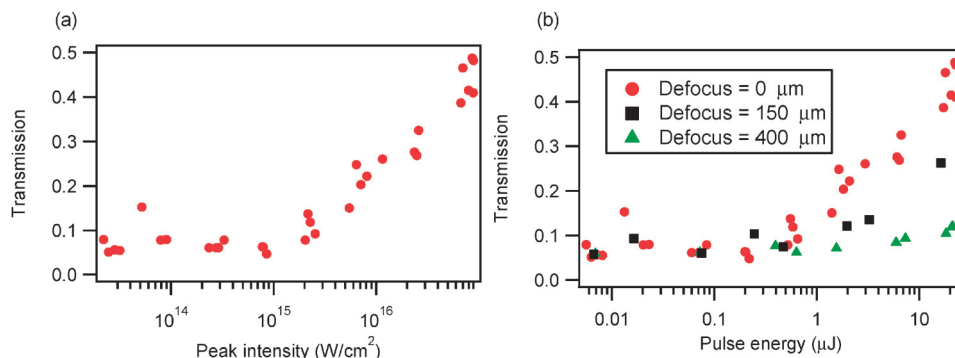 (a)
0.5
0.4
0.3
0.2
0.1
0.0
Transmission
10^14
10^15
10^16
Peak intensity (W/cm²)
(b)
0.5
0.4
0.3
0.2
0.1
0.0
Transmission
Defocus = 0 µm
Defocus = 150 µm
Defocus = 400 µm
0.01
0.1
1
10
Pulse energy (µJ)